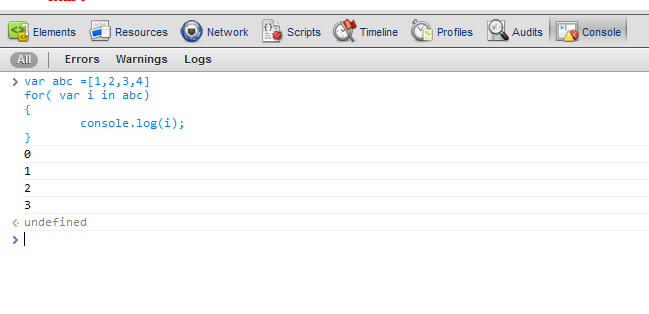 Elements Resources Network Scripts Timeline Profiles Audits Console
All Errors Warnings Logs
> var abc =[1,2,3,4]
for( var i in abc)
{
console.log(i);
}
0
1
2
3
undefined
>